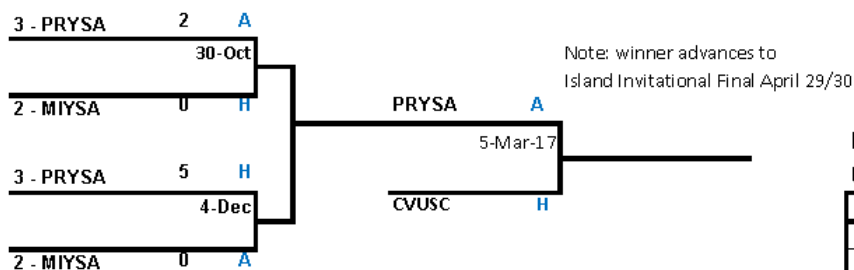 3 - PRYSA 2 A
30-Oct
2 - MIYSA 0 H
3 - PRYSA 5 H
4-Dec
2 - MIYSA 0 A
PRYSA A
5-Mar-17
CVUSC H
Note: winner advances to
Island Invitational Final April 29/30